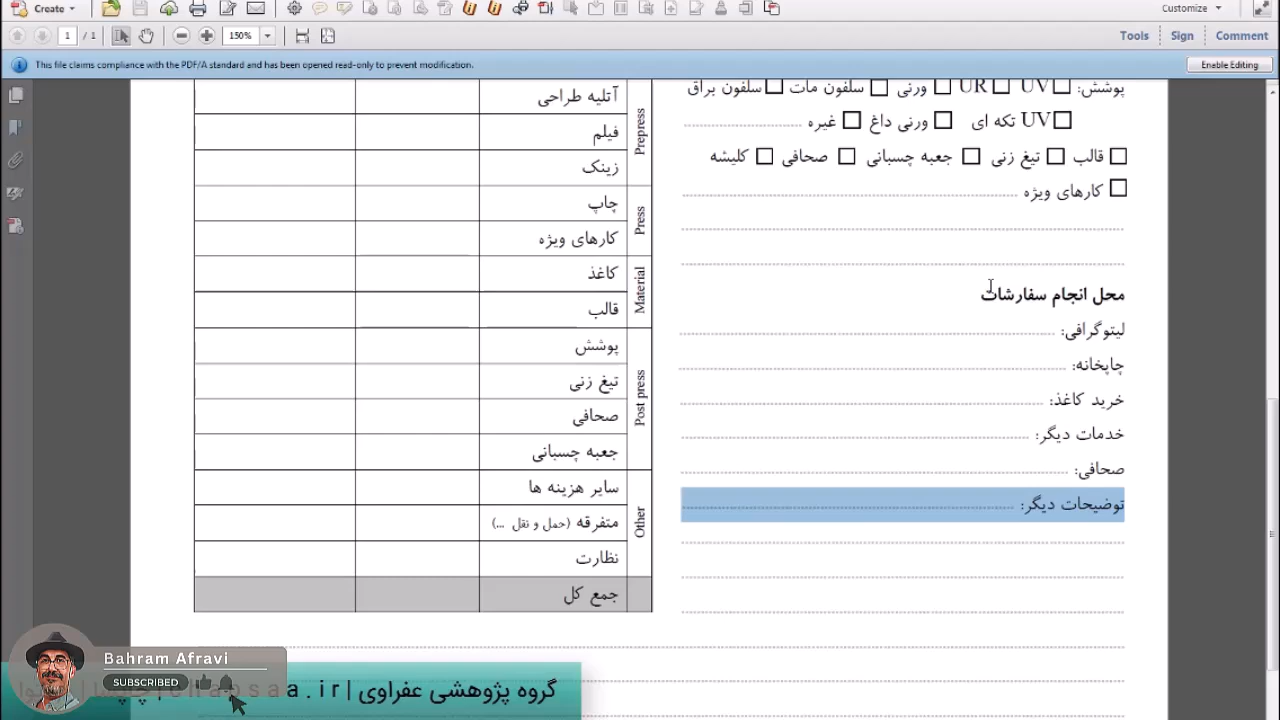 Create
Customize
1 / 1
150%
Tools
Sign
Comment
This file claims compliance with the PDF/A standard and has been opened read-only to prevent modification.
Enable Editing
پوشش: UV UR ورنی سلفون مات سلفون براق
UV تکه ای ورنی داغ غیره
قالب تیغ زنی جعبه چسبانی صحافی کلیشه
کارهای ویژه
محل انجام سفارشات
لیتوگرافی:
چاپخانه:
خرید کاغذ:
خدمات دیگر:
صحافی:
توضیحات دیگر:
Prepress
آتلیه طراحی
فیلم
زینک
Press
چاپ
کارهای ویژه
Material
کاغذ
قالب
Post press
پوشش
تیغ زنی
صحافی
جعبه چسبانی
Other
سایر هزینه ها
متفرقه (حمل و نقل ...)
نظارت
جمع کل
Bahram Afravi
SUBSCRIBED
گروه پژوهشی عفراوی |